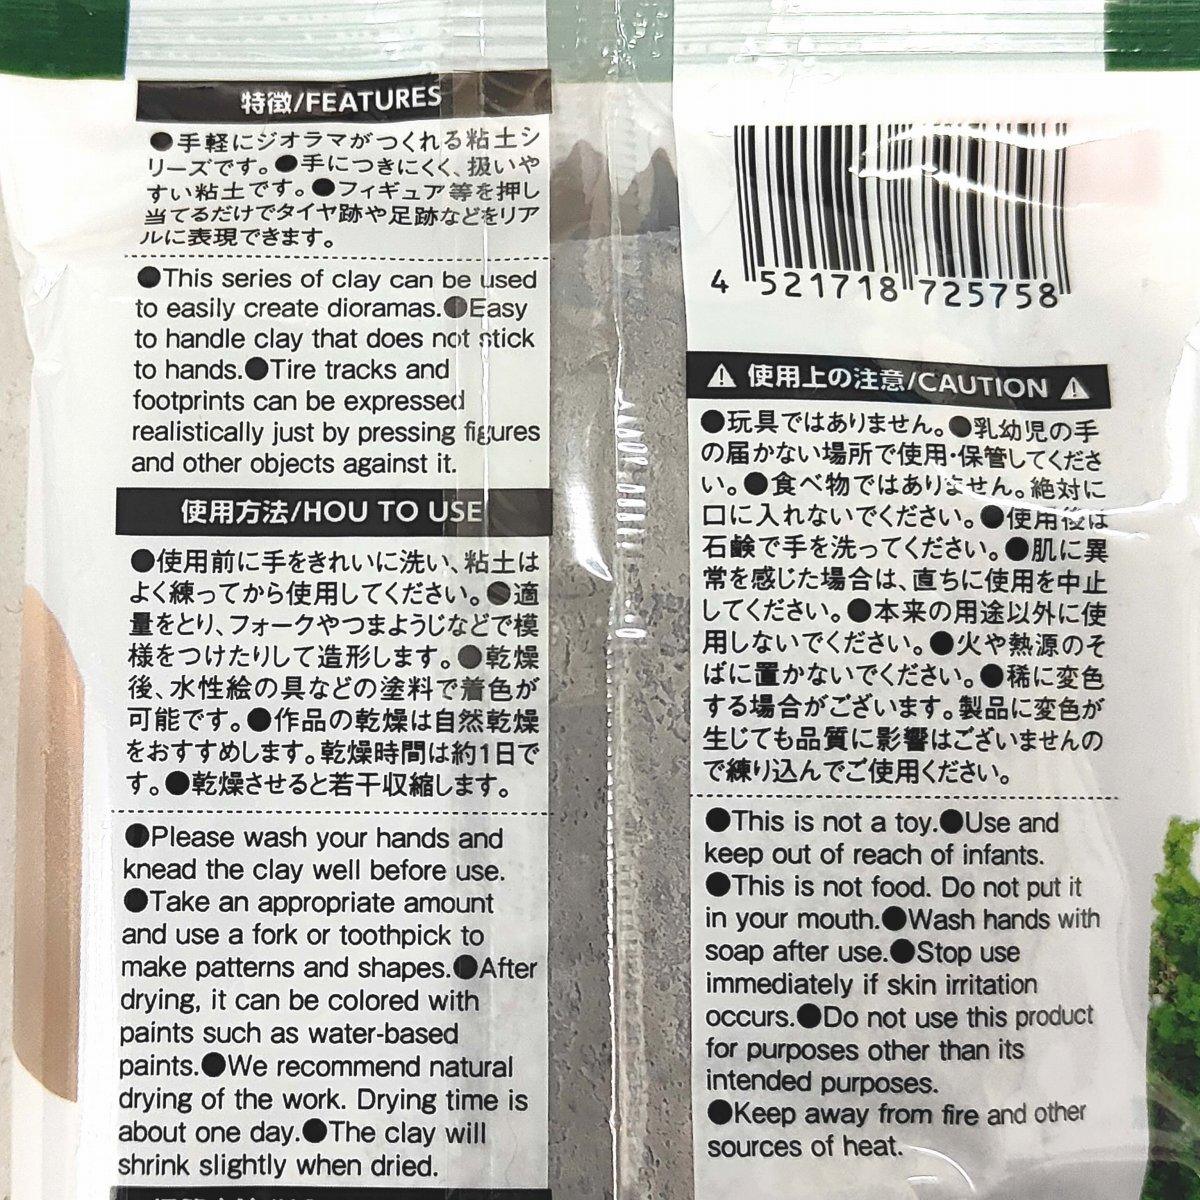 特徴/FEATURES
●手軽にジオラマがつくれる粘土シ
リーズです。●手につきにくく、扱いや
すい粘土です。●フィギュア等を押し
当てるだけでタイヤ跡や足跡などをリア
ルに表現できます。
●This series of clay can be used
to easily create dioramas.●Easy
to handle clay that does not stick
to hands.●Tire tracks and
footprints can be expressed
realistically just by pressing figures
and other objects against it.
使用方法/HOU TO USE
●使用前に手をきれいに洗い、粘土は
よく練ってから使用してください。●適
量をとり、フォークやつまようじなどで模
様をつけたりして造形します。●乾燥
後、水性絵の具などの塗料で着色が
可能です。●作品の乾燥は自然乾燥
をおすすめします。乾燥時間は約1日で
す。●乾燥させると若干収縮します。
●Please wash your hands and
knead the clay well before use.
●Take an appropriate amount
and use a fork or toothpick to
make patterns and shapes.●After
drying, it can be colored with
paints such as water-based
paints.●We recommend natural
drying of the work. Drying time is
about one day.●The clay will
shrink slightly when dried.
4 521718 725758
⚠ 使用上の注意/CAUTION ⚠
●玩具ではありません。●乳幼児の手
の届かない場所で使用・保管してくださ
い。●食べ物ではありません。絶対に
口に入れないでください。●使用後は
石鹸で手を洗ってください。●肌に異
常を感じた場合は、直ちに使用を中止
してください。●本来の用途以外に使
用しないでください。●火や熱源のそ
ばに置かないでください。●稀に変色
する場合がございます。製品に変色が
生じても品質に影響はございませんの
で練り込んでご使用ください。
●This is not a toy.●Use and
keep out of reach of infants.
●This is not food. Do not put it
in your mouth.●Wash hands with
soap after use.●Stop use
immediately if skin irritation
occurs.●Do not use this product
for purposes other than its
intended purposes.
●Keep away from fire and other
sources of heat.